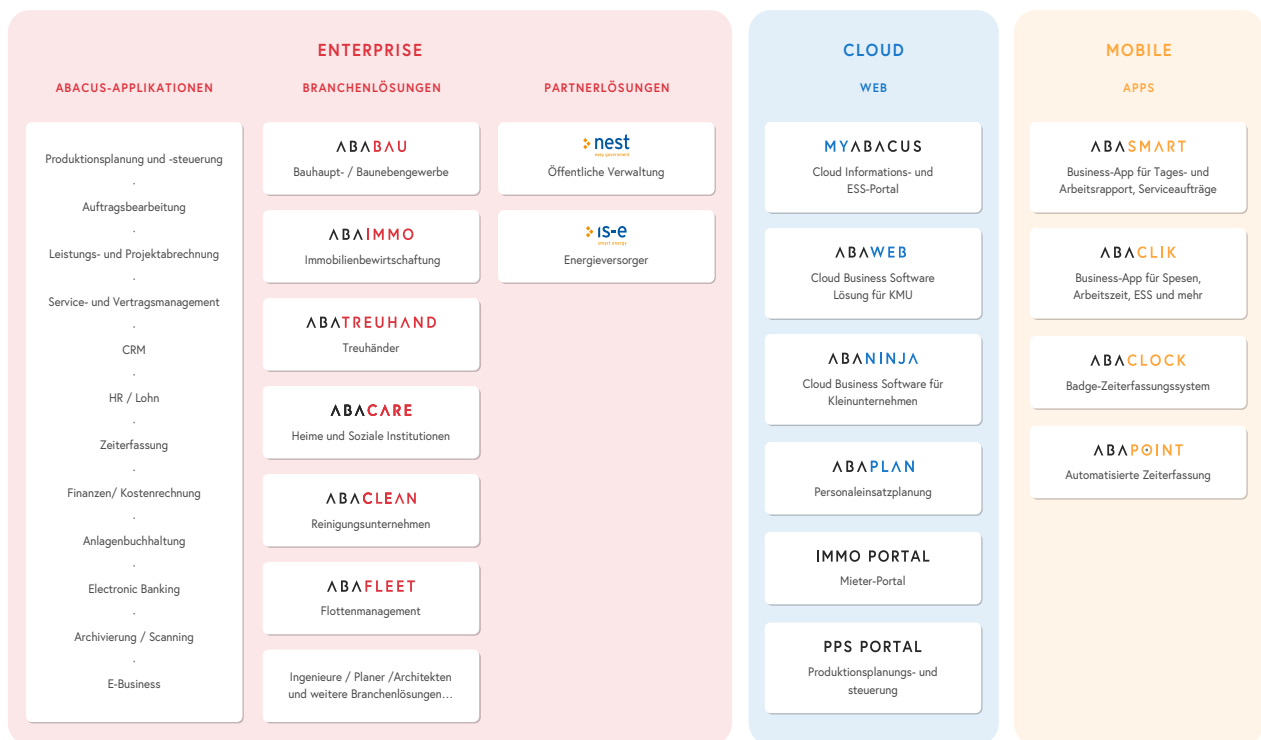 ENTERPRISE
ABACUS-APPLIKATIONEN
Produktionsplanung und -steuerung
·
Auftragsbearbeitung
·
Leistungs- und Projektabrechnung
·
Service- und Vertragsmanagement
·
CRM
·
HR / Lohn
·
Zeiterfassung
·
Finanzen/ Kostenrechnung
·
Anlagenbuchhaltung
·
Electronic Banking
·
Archivierung / Scanning
·
E-Business
BRANCHENLÖSUNGEN
ABABAU
Bauhaupt- / Baunebengewerbe
ABAIMMO
Immobilienbewirtschaftung
ABATREUHAND
Treuhänder
ABACARE
Heime und Soziale Institutionen
ABACLEAN
Reinigungsunternehmen
ABAFLEET
Flottenmanagement
Ingenieure / Planer /Architekten
und weitere Branchenlösungen...
PARTNERLÖSUNGEN
nest
easy government
Öffentliche Verwaltung
is-e
smart energy
Energieversorger
CLOUD
WEB
MYABACUS
Cloud Informations- und
ESS-Portal
ABAWEB
Cloud Business Software
Lösung für KMU
ABANINJA
Cloud Business Software für
Kleinunternehmen
ABAPLAN
Personaleinsatzplanung
IMMO PORTAL
Mieter-Portal
PPS PORTAL
Produktionsplanungs- und
steuerung
MOBILE
APPS
ABASMART
Business-App für Tages- und
Arbeitsrapport, Serviceaufträge
ABACLIK
Business-App für Spesen,
Arbeitszeit, ESS und mehr
ABACLOCK
Badge-Zeiterfassungssystem
ABAPOINT
Automatisierte Zeiterfassung